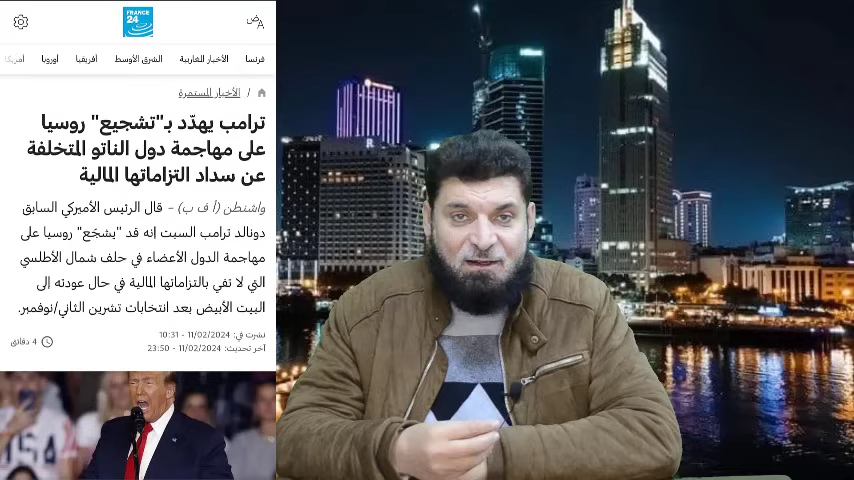 FRANCE
24
فرنسا الأخبار المغاربية الشرق الأوسط أفريقيا أوروبا أمريكا
/ الأخبار المستمرة
ترامب يهدّد بـ"تشجيع" روسيا
على مهاجمة دول الناتو المتخلفة
عن سداد التزاماتها المالية
واشنطن (أ ف ب) – قال الرئيس الأميركي السابق
دونالد ترامب السبت إنه قد "يشجّع" روسيا على
مهاجمة الدول الأعضاء في حلف شمال الأطلسي
التي لا تفي بالتزاماتها المالية في حال عودته إلى
البيت الأبيض بعد انتخابات تشرين الثاني/نوفمبر.
نشرت في: 11/02/2024 - 10:31
آخر تحديث: 11/02/2024 - 23:50
4 دقائق